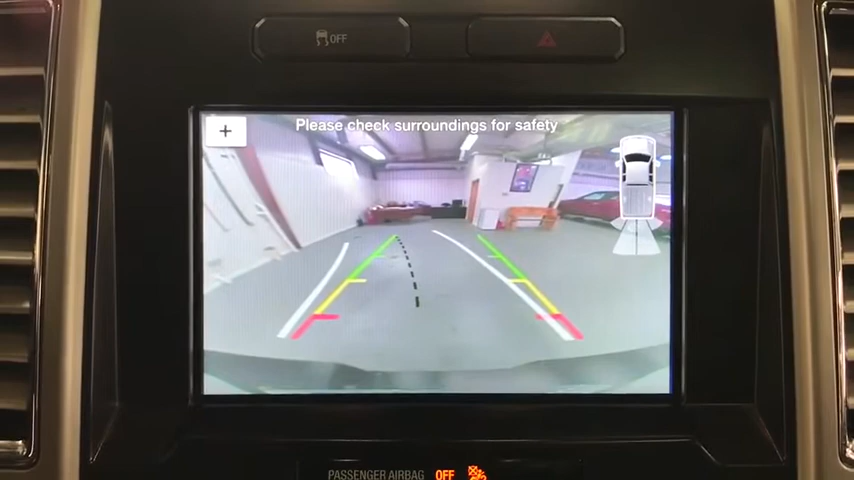 OFF
Please check surroundings for safety
+
PASSENGER AIRBAG OFF